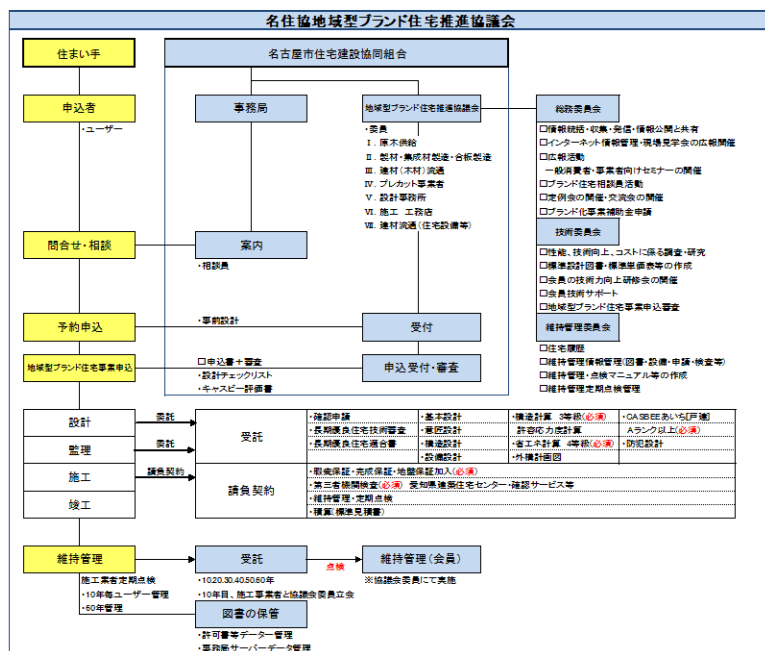 名住協地域型ブランド住宅推進協議会
住まい手
名古屋市住宅建設協同組合
申込者
事務局
地域型ブランド住宅推進協議会
総務委員会
・ユーザー
・委員
Ⅰ．原木供給
Ⅱ．製材・集成材製造・合板製造
Ⅲ．建材（木材）流通
Ⅳ．プレカット事業者
Ⅴ．設計事務所
Ⅵ．施工 工務店
Ⅶ．建材流通（住宅設備等）
□情報統括・収集・発信・情報公開と共有
□インターネット情報管理・現場見学会の広報開催
□広報活動
一般消費者・事業者向けセミナーの開催
□ブランド住宅相談員活動
□定例会の開催・交流会の開催
□ブランド化事業補助金申請
問合せ・相談
案内
・相談員
技術委員会
□性能、技術向上、コストに係る調査・研究
□標準設計図書・標準単価表等の作成
□会員の技術力向上研修会の開催
□会員技術サポート
□地域型ブランド住宅事業申込審査
予約申込
・事前設計
受付
維持管理委員会
□住宅履歴
□維持管理情報管理（図書・設備・申請・検査等）
□維持管理・点検マニュアル等の作成
□維持管理定期点検管理
地域型ブランド住宅事業申込
□申込書＋審査
・設計チェックリスト
・キャスビー評価書
申込受付・審査
設計
委託
監理
委託
施工
請負契約
竣工
受託
・確認申請
・長期優良住宅技術審査
・長期優良住宅適合書
・基本設計
・意匠設計
・構造設計
・設備設計
・構造計算 3等級（必須）
許容応力度計算
・省エネ計算 4等級（必須）
・外構計画図
・CASBEEあいち[戸建]
Aランク以上（必須）
・防犯設計
請負契約
・瑕疵保証・完成保証・地盤保証加入（必須）
・第三者機関検査（必須） 愛知県建築住宅センター・確認サービス等
・維持管理・定期点検
・積算（標準見積書）
維持管理
受託
点検
維持管理（会員）
施工業者定期点検
・10年毎ユーザー管理
・60年管理
・10.20.30.40.50.60年
・10年目、施工事業者と協議会委員立会
※協議会委員にて実施
図書の保管
・許可書等データー管理
・事務局サーバーデータ管理